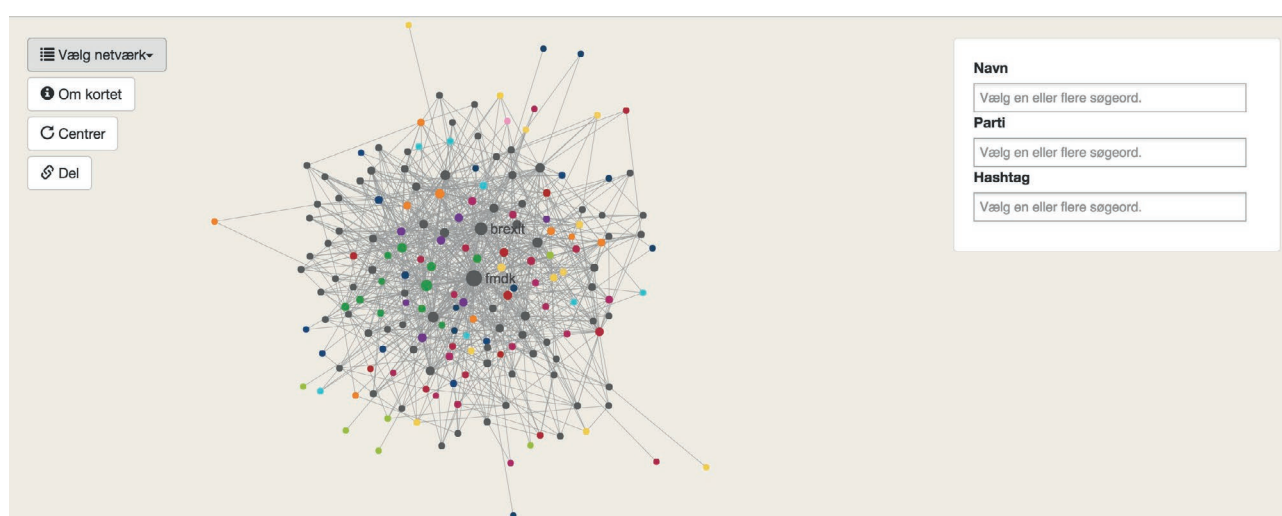 Vælg netværk
Om kortet
Centrer
Del
brexit
fmdk
Navn
Vælg en eller flere søgeord.
Parti
Vælg en eller flere søgeord.
Hashtag
Vælg en eller flere søgeord.